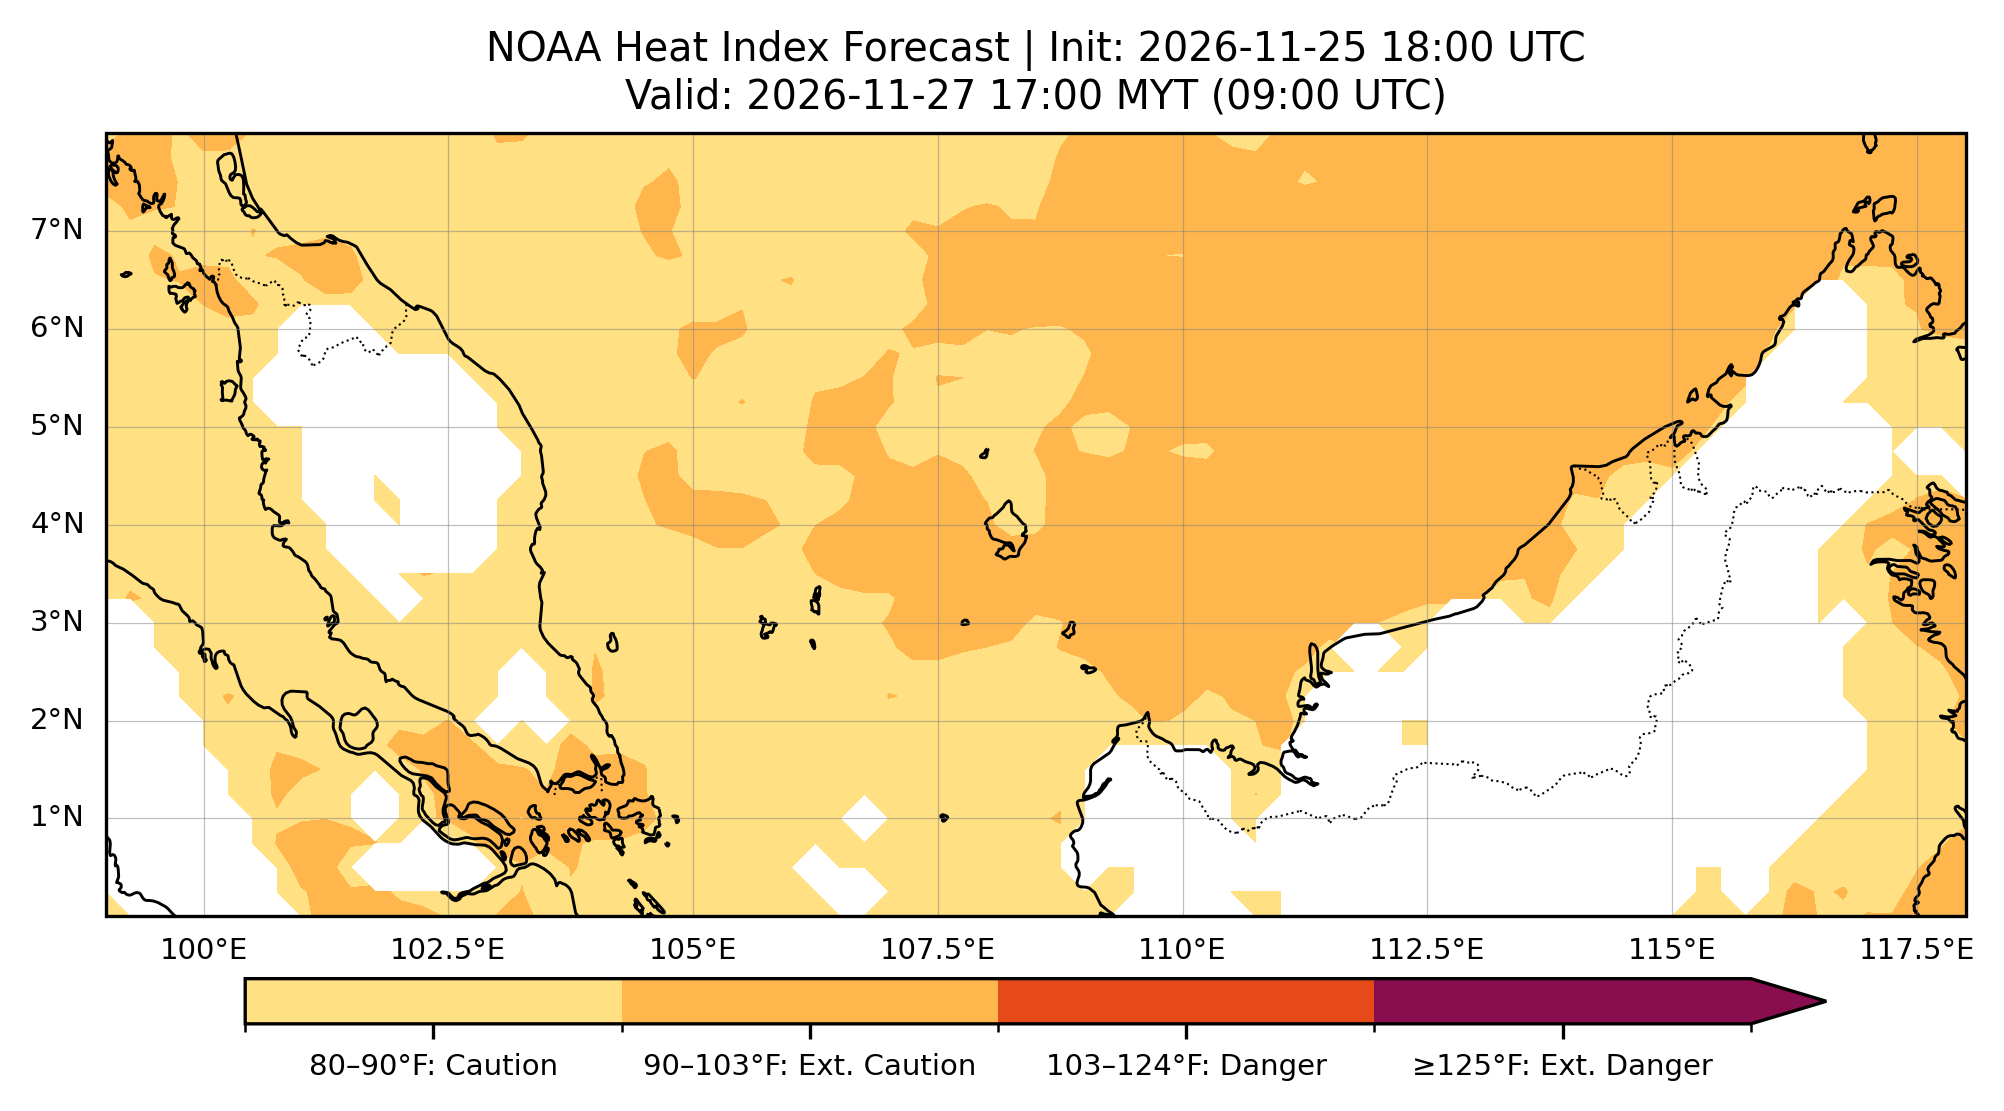 NOAA Heat Index Forecast | Init: 2026-11-25 18:00 UTC
Valid: 2026-11-27 17:00 MYT (09:00 UTC)
7°N
6°N
5°N
4°N
3°N
2°N
1°N
100°E 102.5°E 105°E 107.5°E 110°E 112.5°E 115°E 117.5°E
80–90°F: Caution 90–103°F: Ext. Caution 103–124°F: Danger ≥125°F: Ext. Danger